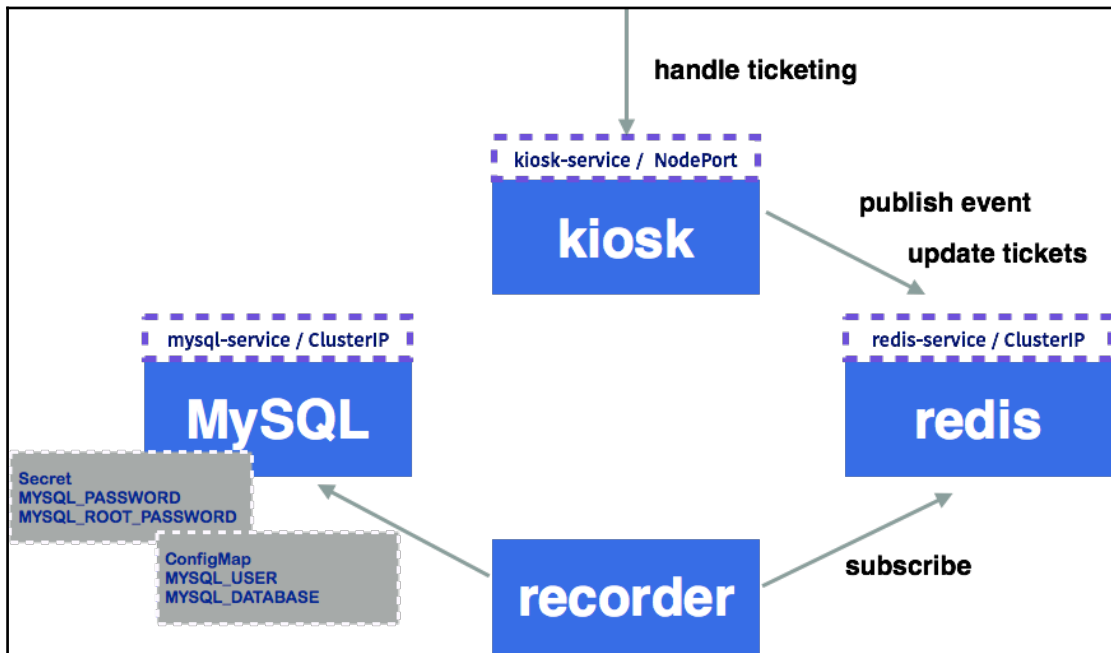 handle ticketing
kiosk-service / NodePort
kiosk
publish event
update tickets
mysql-service / ClusterIP
MySQL
redis-service / ClusterIP
redis
Secret
MYSQL_PASSWORD
MYSQL_ROOT_PASSWORD
ConfigMap
MYSQL_USER
MYSQL_DATABASE
recorder
subscribe